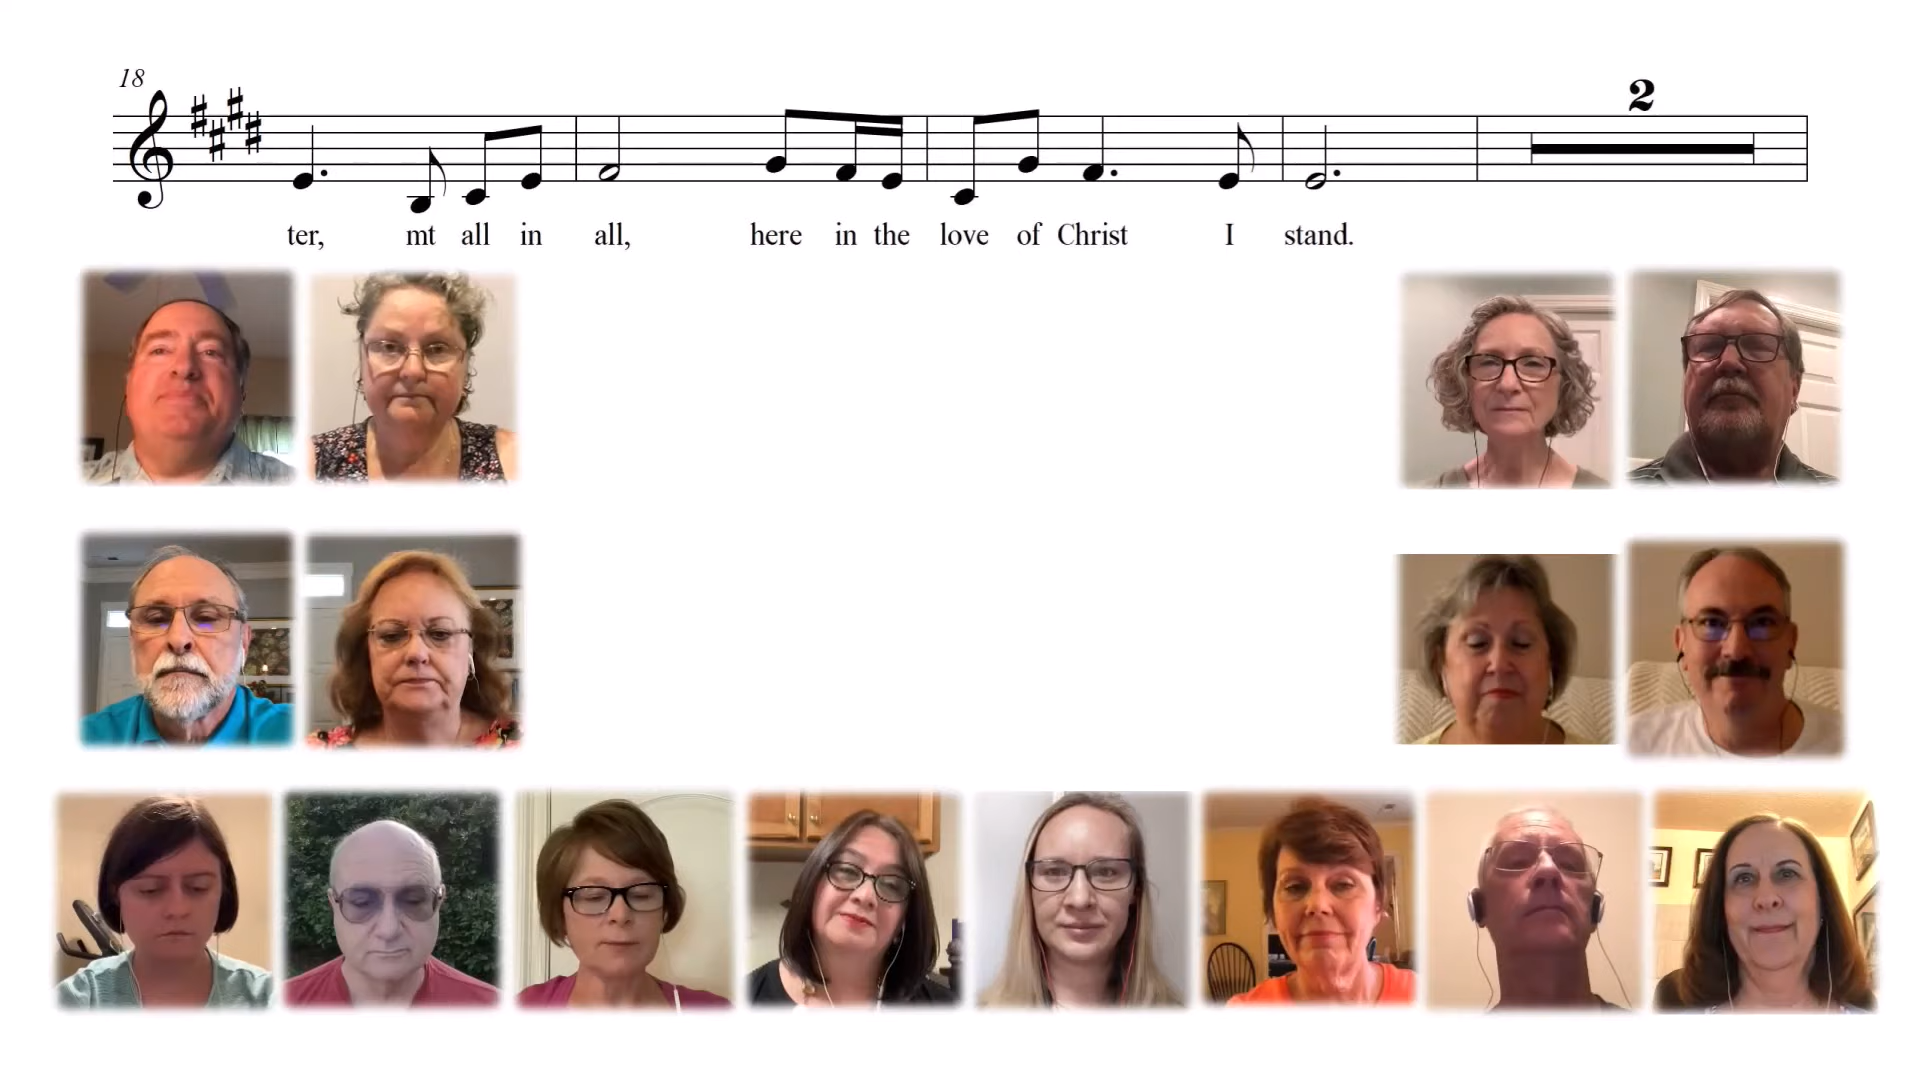 18
2
ter, mt all in all, here in the love of Christ I stand.